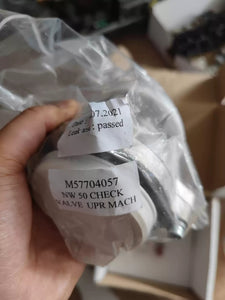 .07.2021
Leak test : passed
M57704057
NW 50 CHECK
VALVE UPR MACH